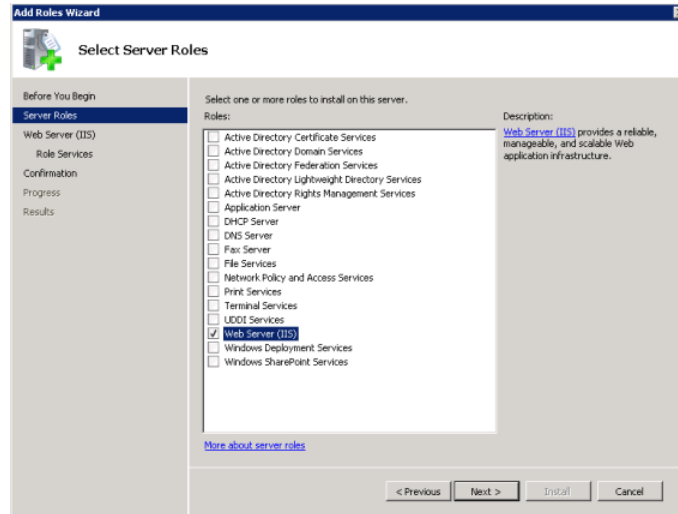 Add Roles Wizard
Select Server Roles
Before You Begin
Server Roles
Web Server (IIS)
Role Services
Confirmation
Progress
Results
Select one or more roles to install on this server.
Roles:
Active Directory Certificate Services
Active Directory Domain Services
Active Directory Federation Services
Active Directory Lightweight Directory Services
Active Directory Rights Management Services
Application Server
DHCP Server
DNS Server
Fax Server
File Services
Network Policy and Access Services
Print Services
Terminal Services
UDDI Services
Web Server (IIS)
Windows Deployment Services
Windows SharePoint Services
More about server roles
Description:
Web Server (IIS) provides a reliable,
manageable, and scalable Web
application infrastructure.
< Previous
Next >
Install
Cancel